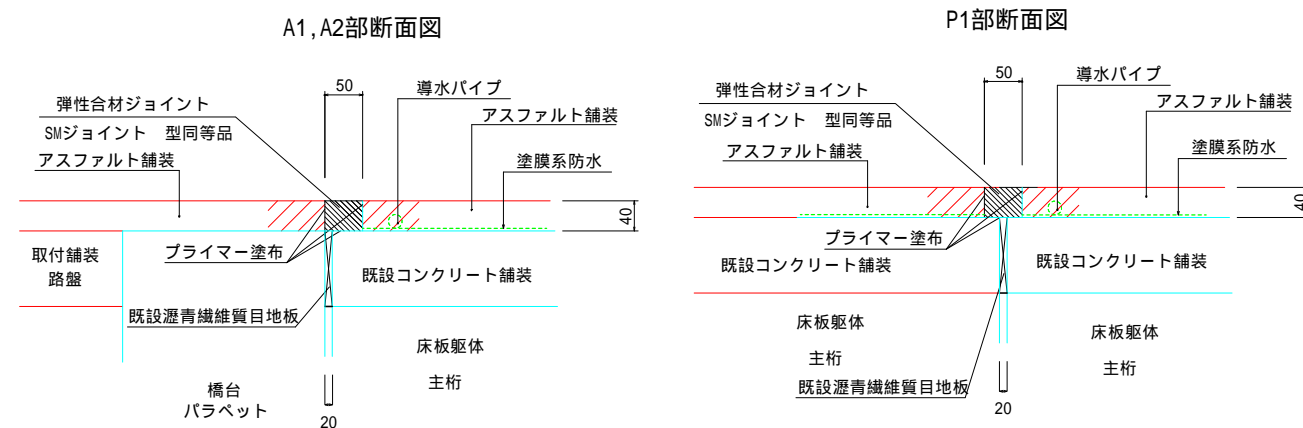 A1,A2部断面図
50
弾性合材ジョイント
導水パイプ
SMジョイント 型同等品
アスファルト舗装
アスファルト舗装
塗膜系防水
40
プライマー塗布
取付舗装
路盤
既設コンクリート舗装
既設瀝青繊維質目地板
床板躯体
主桁
橋台
パラペット
20
P1部断面図
50
弾性合材ジョイント
導水パイプ
SMジョイント 型同等品
アスファルト舗装
アスファルト舗装
塗膜系防水
40
プライマー塗布
既設コンクリート舗装
既設コンクリート舗装
床板躯体
主桁
床板躯体
主桁
既設瀝青繊維質目地板
20